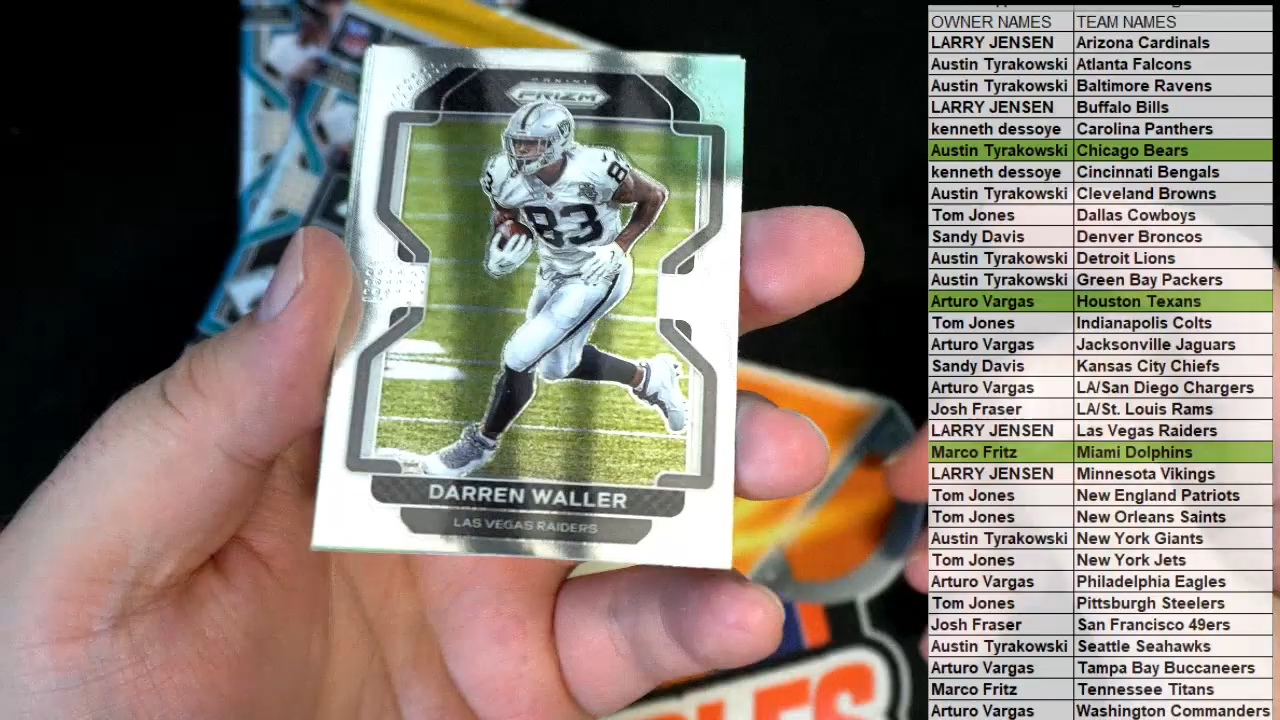 PANINI
PRIZM
83
83
DARREN WALLER
LAS VEGAS RAIDERS
OWNER NAMES TEAM NAMES
LARRY JENSEN Arizona Cardinals
Austin Tyrakowski Atlanta Falcons
Austin Tyrakowski Baltimore Ravens
LARRY JENSEN Buffalo Bills
kenneth dessoye Carolina Panthers
Austin Tyrakowski Chicago Bears
kenneth dessoye Cincinnati Bengals
Austin Tyrakowski Cleveland Browns
Tom Jones Dallas Cowboys
Sandy Davis Denver Broncos
Austin Tyrakowski Detroit Lions
Austin Tyrakowski Green Bay Packers
Arturo Vargas Houston Texans
Tom Jones Indianapolis Colts
Arturo Vargas Jacksonville Jaguars
Sandy Davis Kansas City Chiefs
Arturo Vargas LA/San Diego Chargers
Josh Fraser LA/St. Louis Rams
LARRY JENSEN Las Vegas Raiders
Marco Fritz Miami Dolphins
LARRY JENSEN Minnesota Vikings
Tom Jones New England Patriots
Tom Jones New Orleans Saints
Austin Tyrakowski New York Giants
Tom Jones New York Jets
Arturo Vargas Philadelphia Eagles
Tom Jones Pittsburgh Steelers
Josh Fraser San Francisco 49ers
Austin Tyrakowski Seattle Seahawks
Arturo Vargas Tampa Bay Buccaneers
Marco Fritz Tennessee Titans
Arturo Vargas Washington Commanders